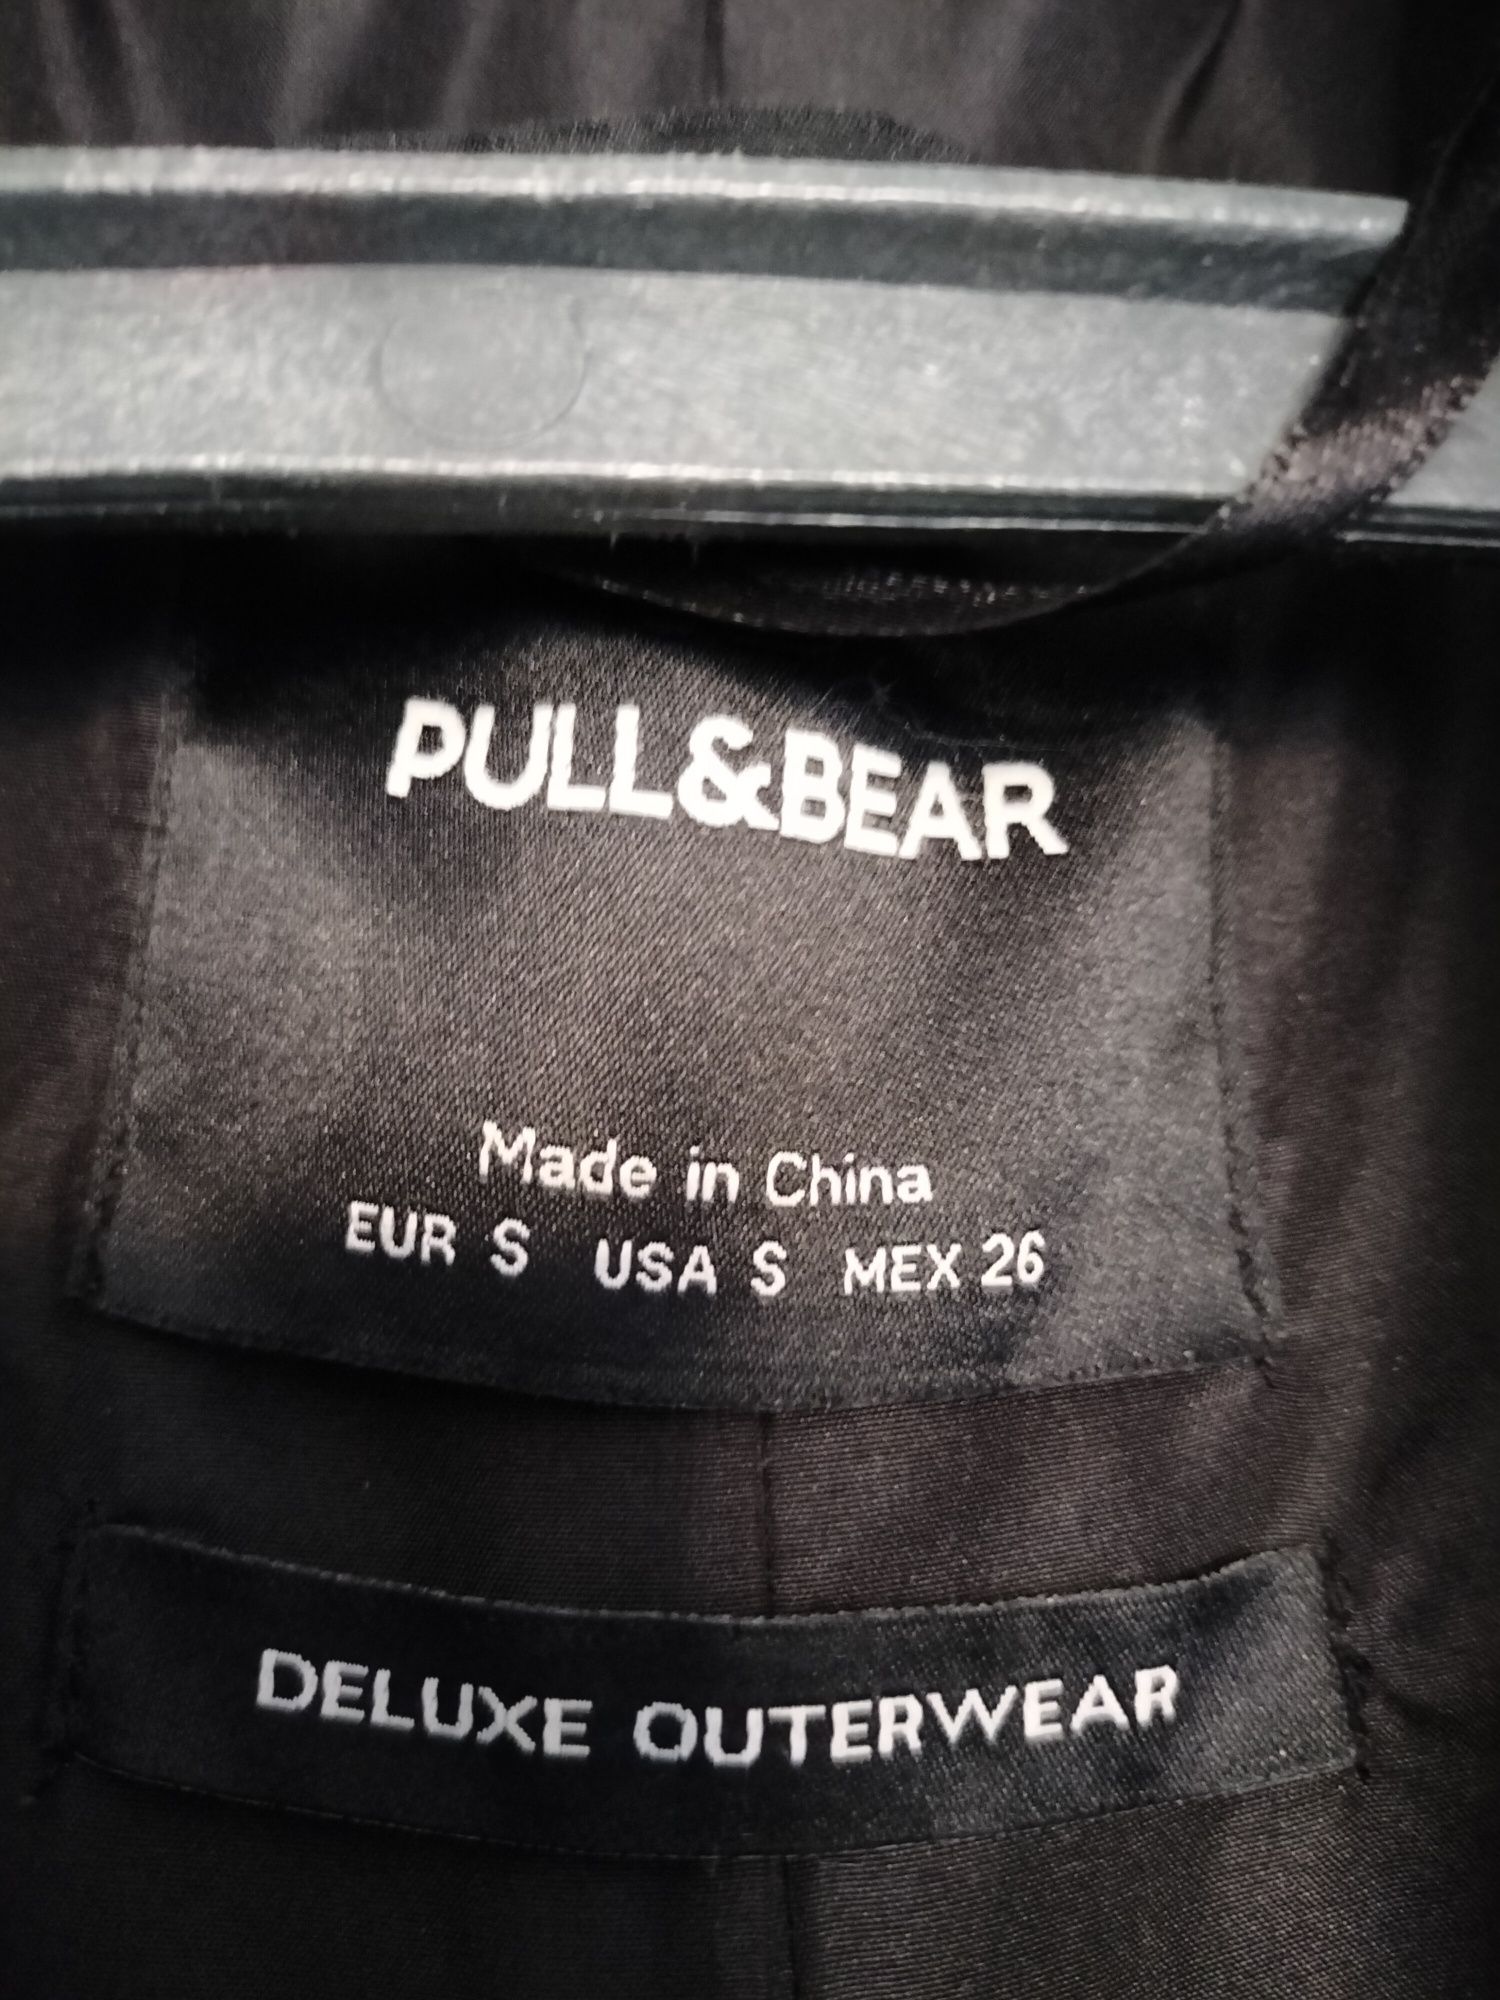 PULL&BEAR
Made in China
EUR S USA S MEX 26
DELUXE OUTERWEAR